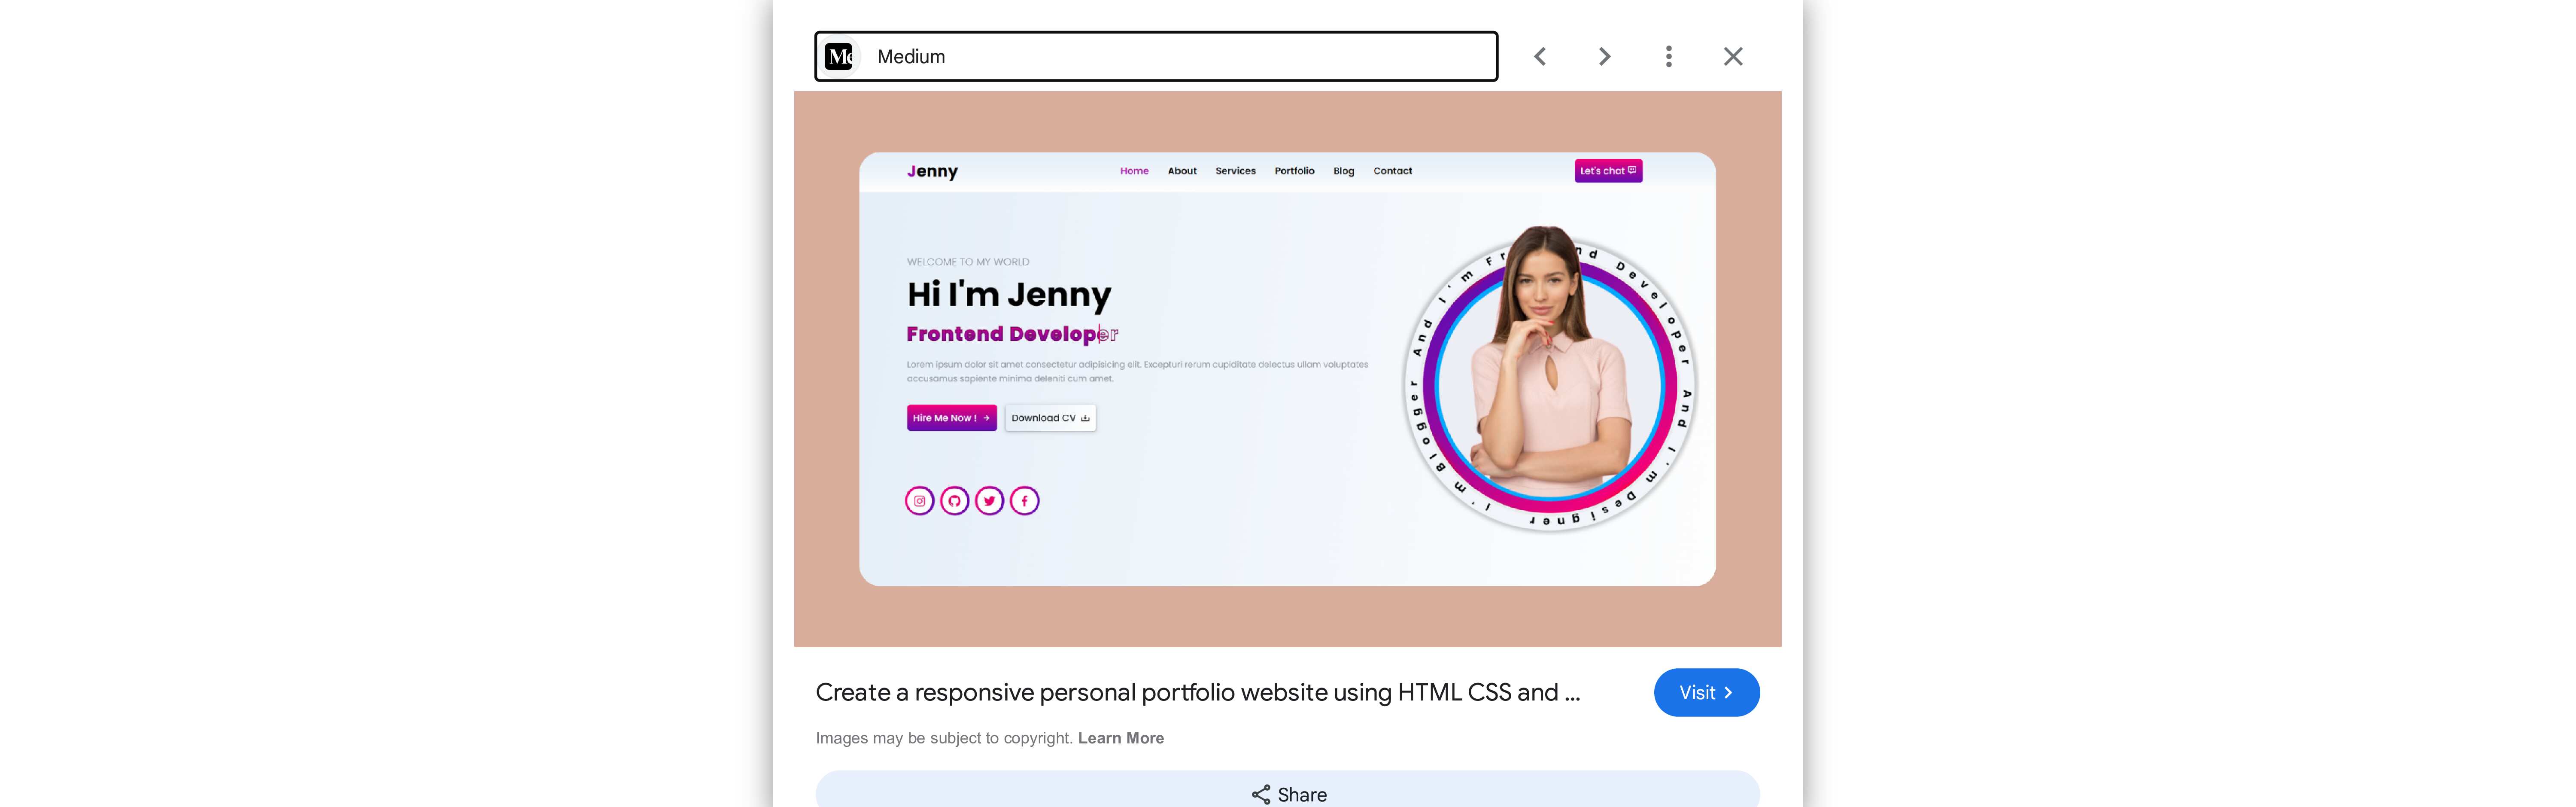 Me Medium
Jenny Home About Services Portfolio Blog Contact Let's chat
WELCOME TO MY WORLD
Hi I'm Jenny
Frontend Developer
Lorem ipsum dolor sit amet consectetur adipisicing elit. Excepturi rerum cupiditate delectus ullam voluptates
accusamus sapiente minima deleniti cum amet.
Hire Me Now ! Download CV
And I'm Fr nd Developer And I'm Designer I'm Blogger
Create a responsive personal portfolio website using HTML CSS and ...
Visit
Images may be subject to copyright. Learn More
Share